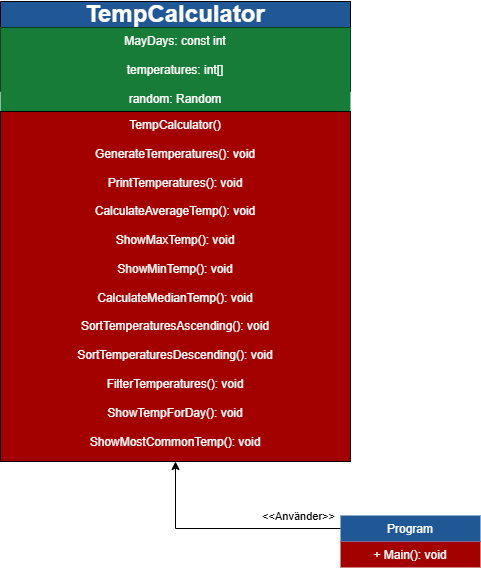 TempCalculator
MayDays: const int
temperatures: int[]
random: Random
TempCalculator()
GenerateTemperatures(): void
PrintTemperatures(): void
CalculateAverageTemp(): void
ShowMaxTemp(): void
ShowMinTemp(): void
CalculateMedianTemp(): void
SortTemperaturesAscending(): void
SortTemperaturesDescending(): void
FilterTemperatures(): void
ShowTempForDay(): void
ShowMostCommonTemp(): void
<<Använder>>
Program
+ Main(): void